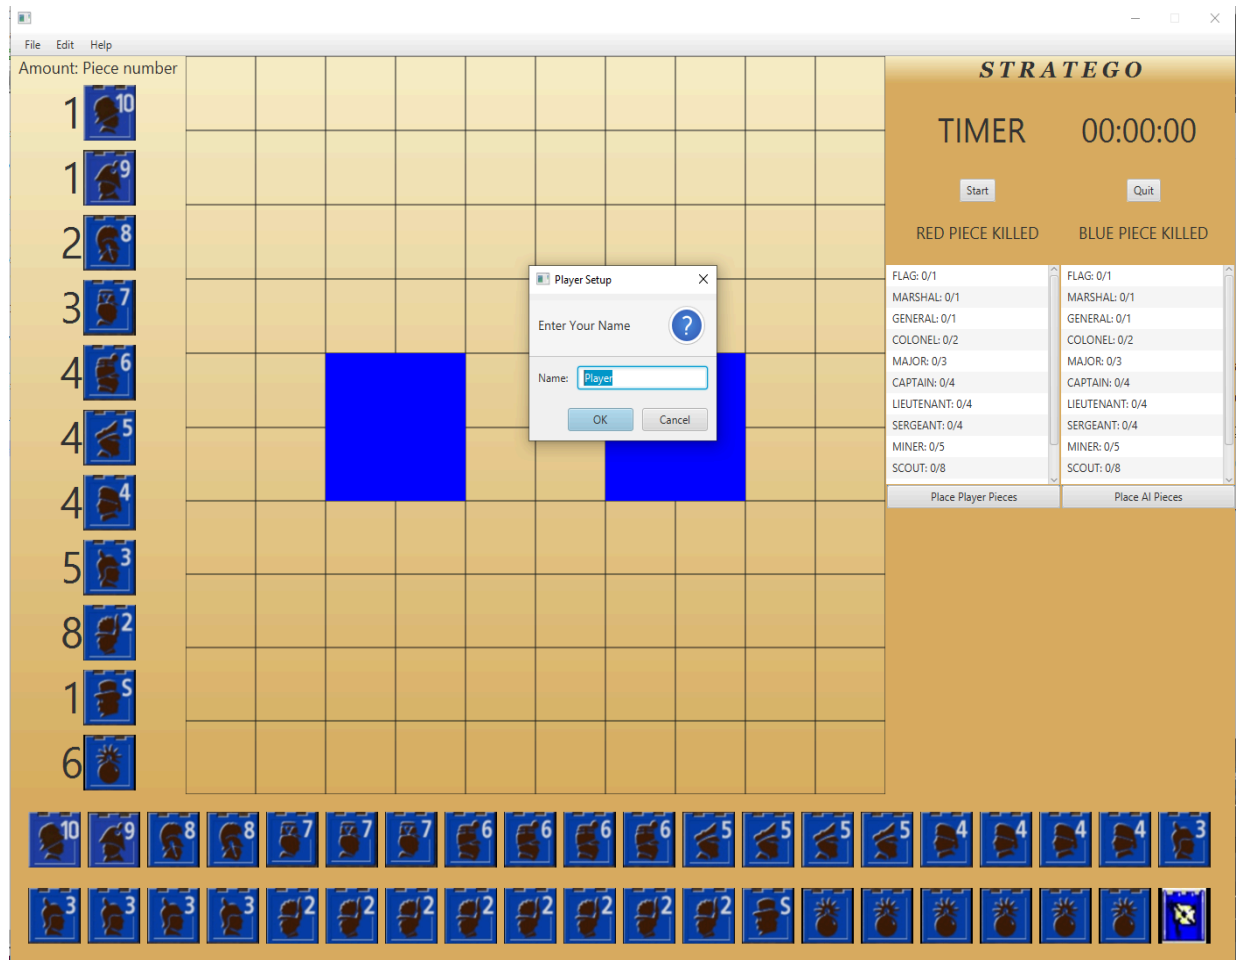 File Edit Help
Amount: Piece number
STRATEGO
TIMER 00:00:00
Start Quit
RED PIECE KILLED BLUE PIECE KILLED
FLAG: 0/1 FLAG: 0/1
MARSHAL: 0/1 MARSHAL: 0/1
GENERAL: 0/1 GENERAL: 0/1
COLONEL: 0/2 COLONEL: 0/2
MAJOR: 0/3 MAJOR: 0/3
CAPTAIN: 0/4 CAPTAIN: 0/4
LIEUTENANT: 0/4 LIEUTENANT: 0/4
SERGEANT: 0/4 SERGEANT: 0/4
MINER: 0/5 MINER: 0/5
SCOUT: 0/8 SCOUT: 0/8
Place Player Pieces Place AI Pieces
Player Setup
Enter Your Name
?
Name: Player
OK Cancel
1 10
1 9
2 8
3 7
4 6
4 5
4 4
5 3
8 2
1 S
6
10 9 8 8 7 7 7 6 6 6 6 5 5 5 5 4 4 4 4 3
3 3 3 3 2 2 2 2 2 2 2 2 S